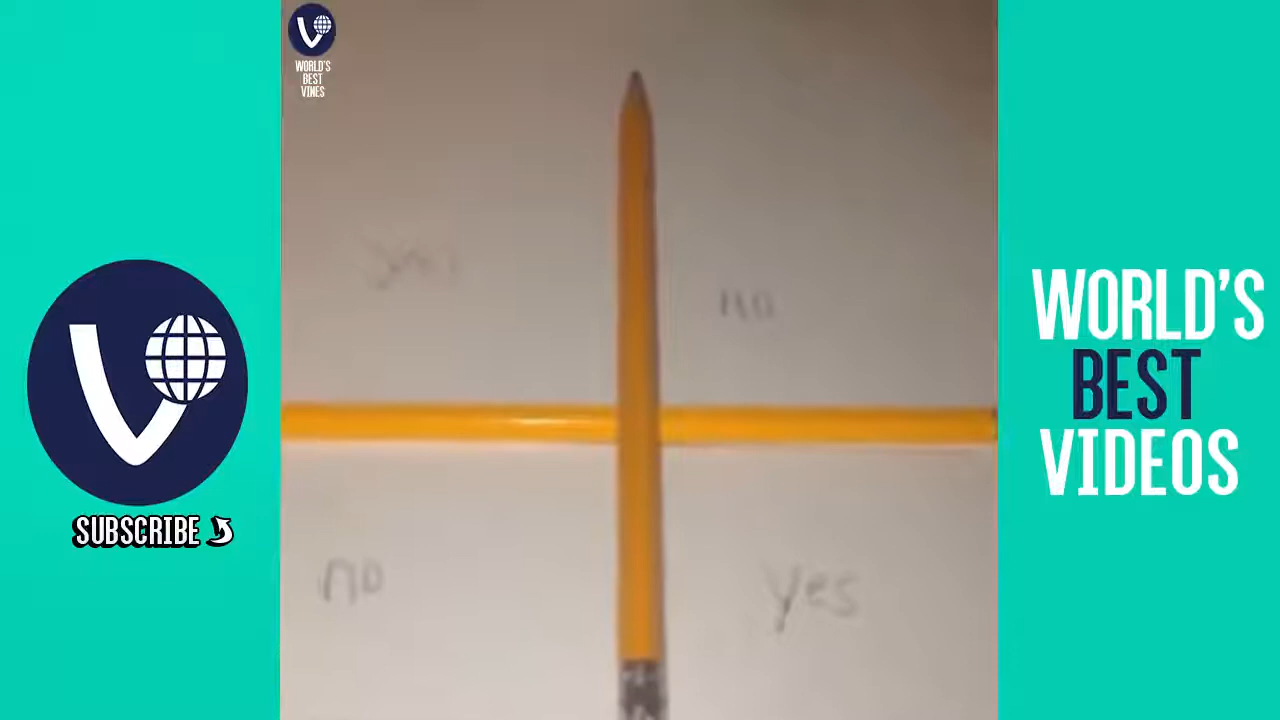 WORLD'S
BEST
VINES
yes
no
no
yes
SUBSCRIBE
WORLD'S
BEST
VIDEOS